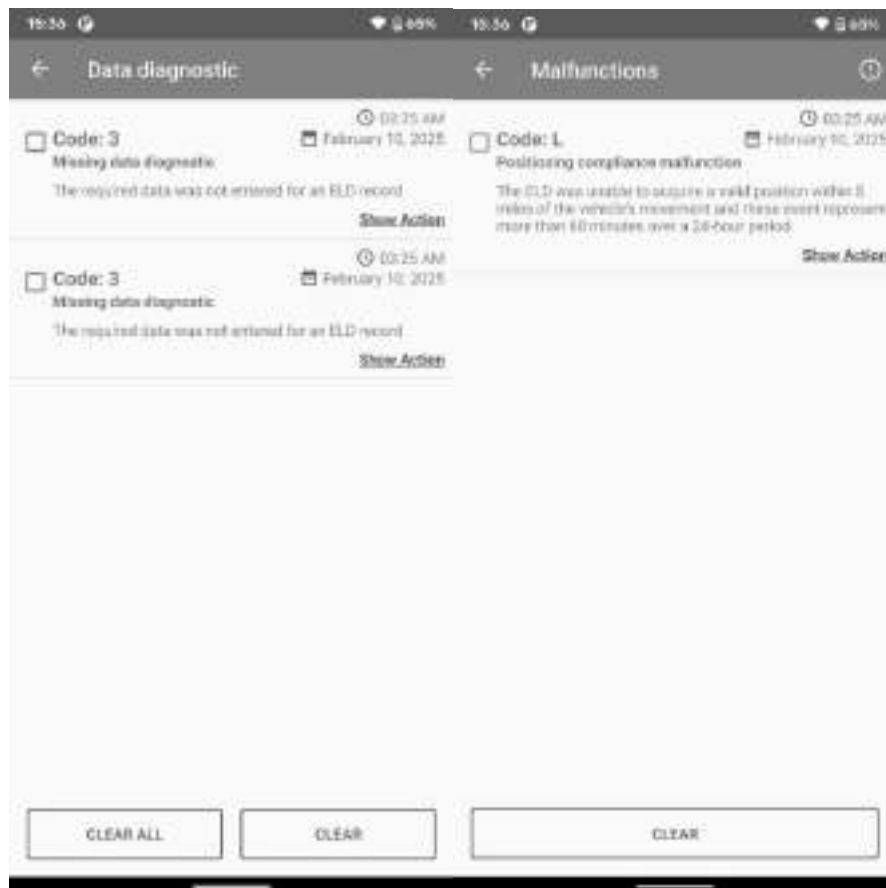 15:36
65%
Data diagnostic
03:25 AM
Code: 3
February 10, 2025
Missing data diagnostic
The required data was not entered for an ELD record
Show Action
03:25 AM
Code: 3
February 10, 2025
Missing data diagnostic
The required data was not entered for an ELD record
Show Action
CLEAR ALL
CLEAR
15:36
65%
Malfunctions
03:25 AM
Code: L
February 10, 2025
Positioning compliance malfunction
The ELD was unable to acquire a valid position within 5
miles of the vehicle's movement and these event represent
more than 60 minutes over a 24-hour period
Show Action
CLEAR